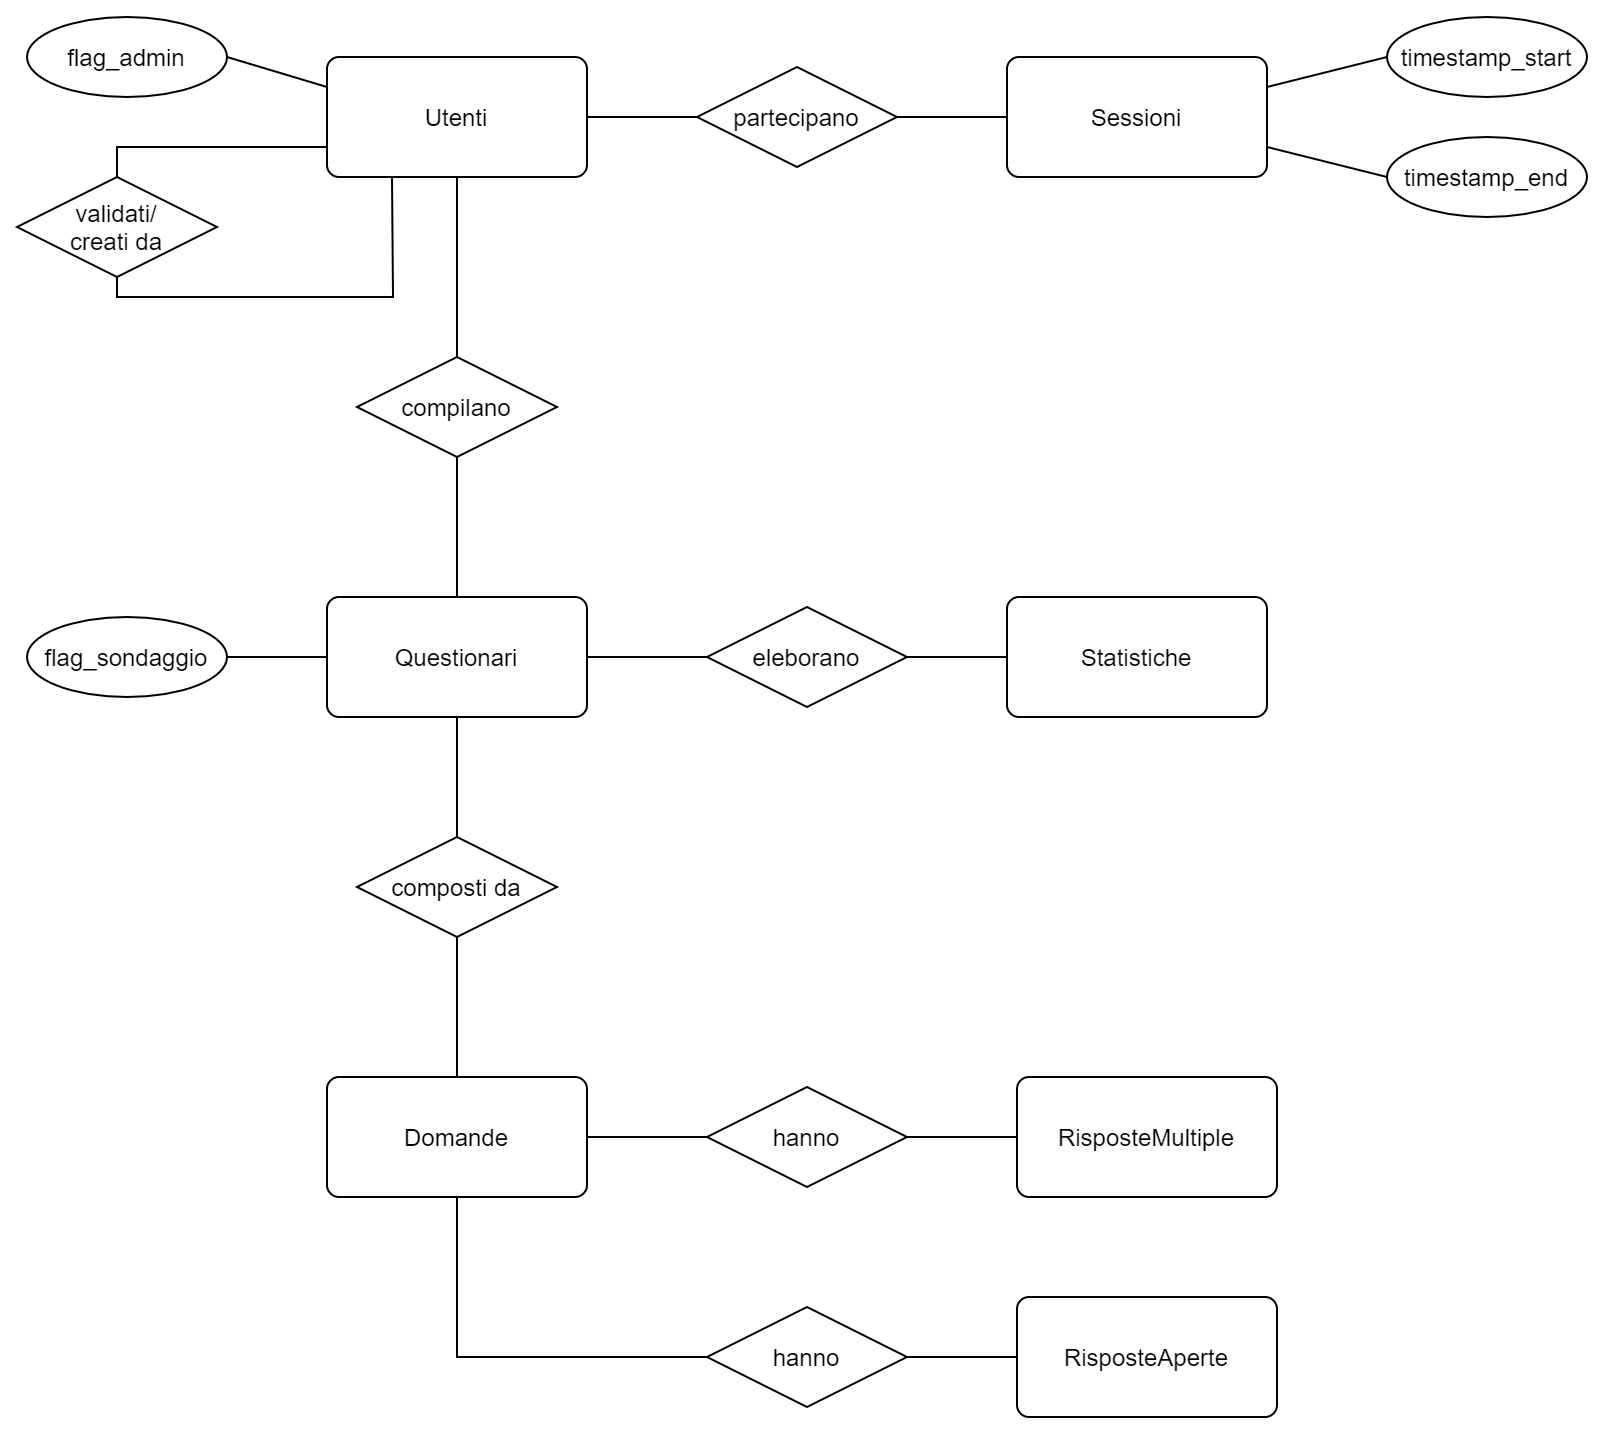 flag_admin
Utenti
partecipano
Sessioni
timestamp_start
timestamp_end
validati/
creati da
compilano
flag_sondaggio
Questionari
eleborano
Statistiche
composti da
Domande
hanno
RisposteMultiple
hanno
RisposteAperte